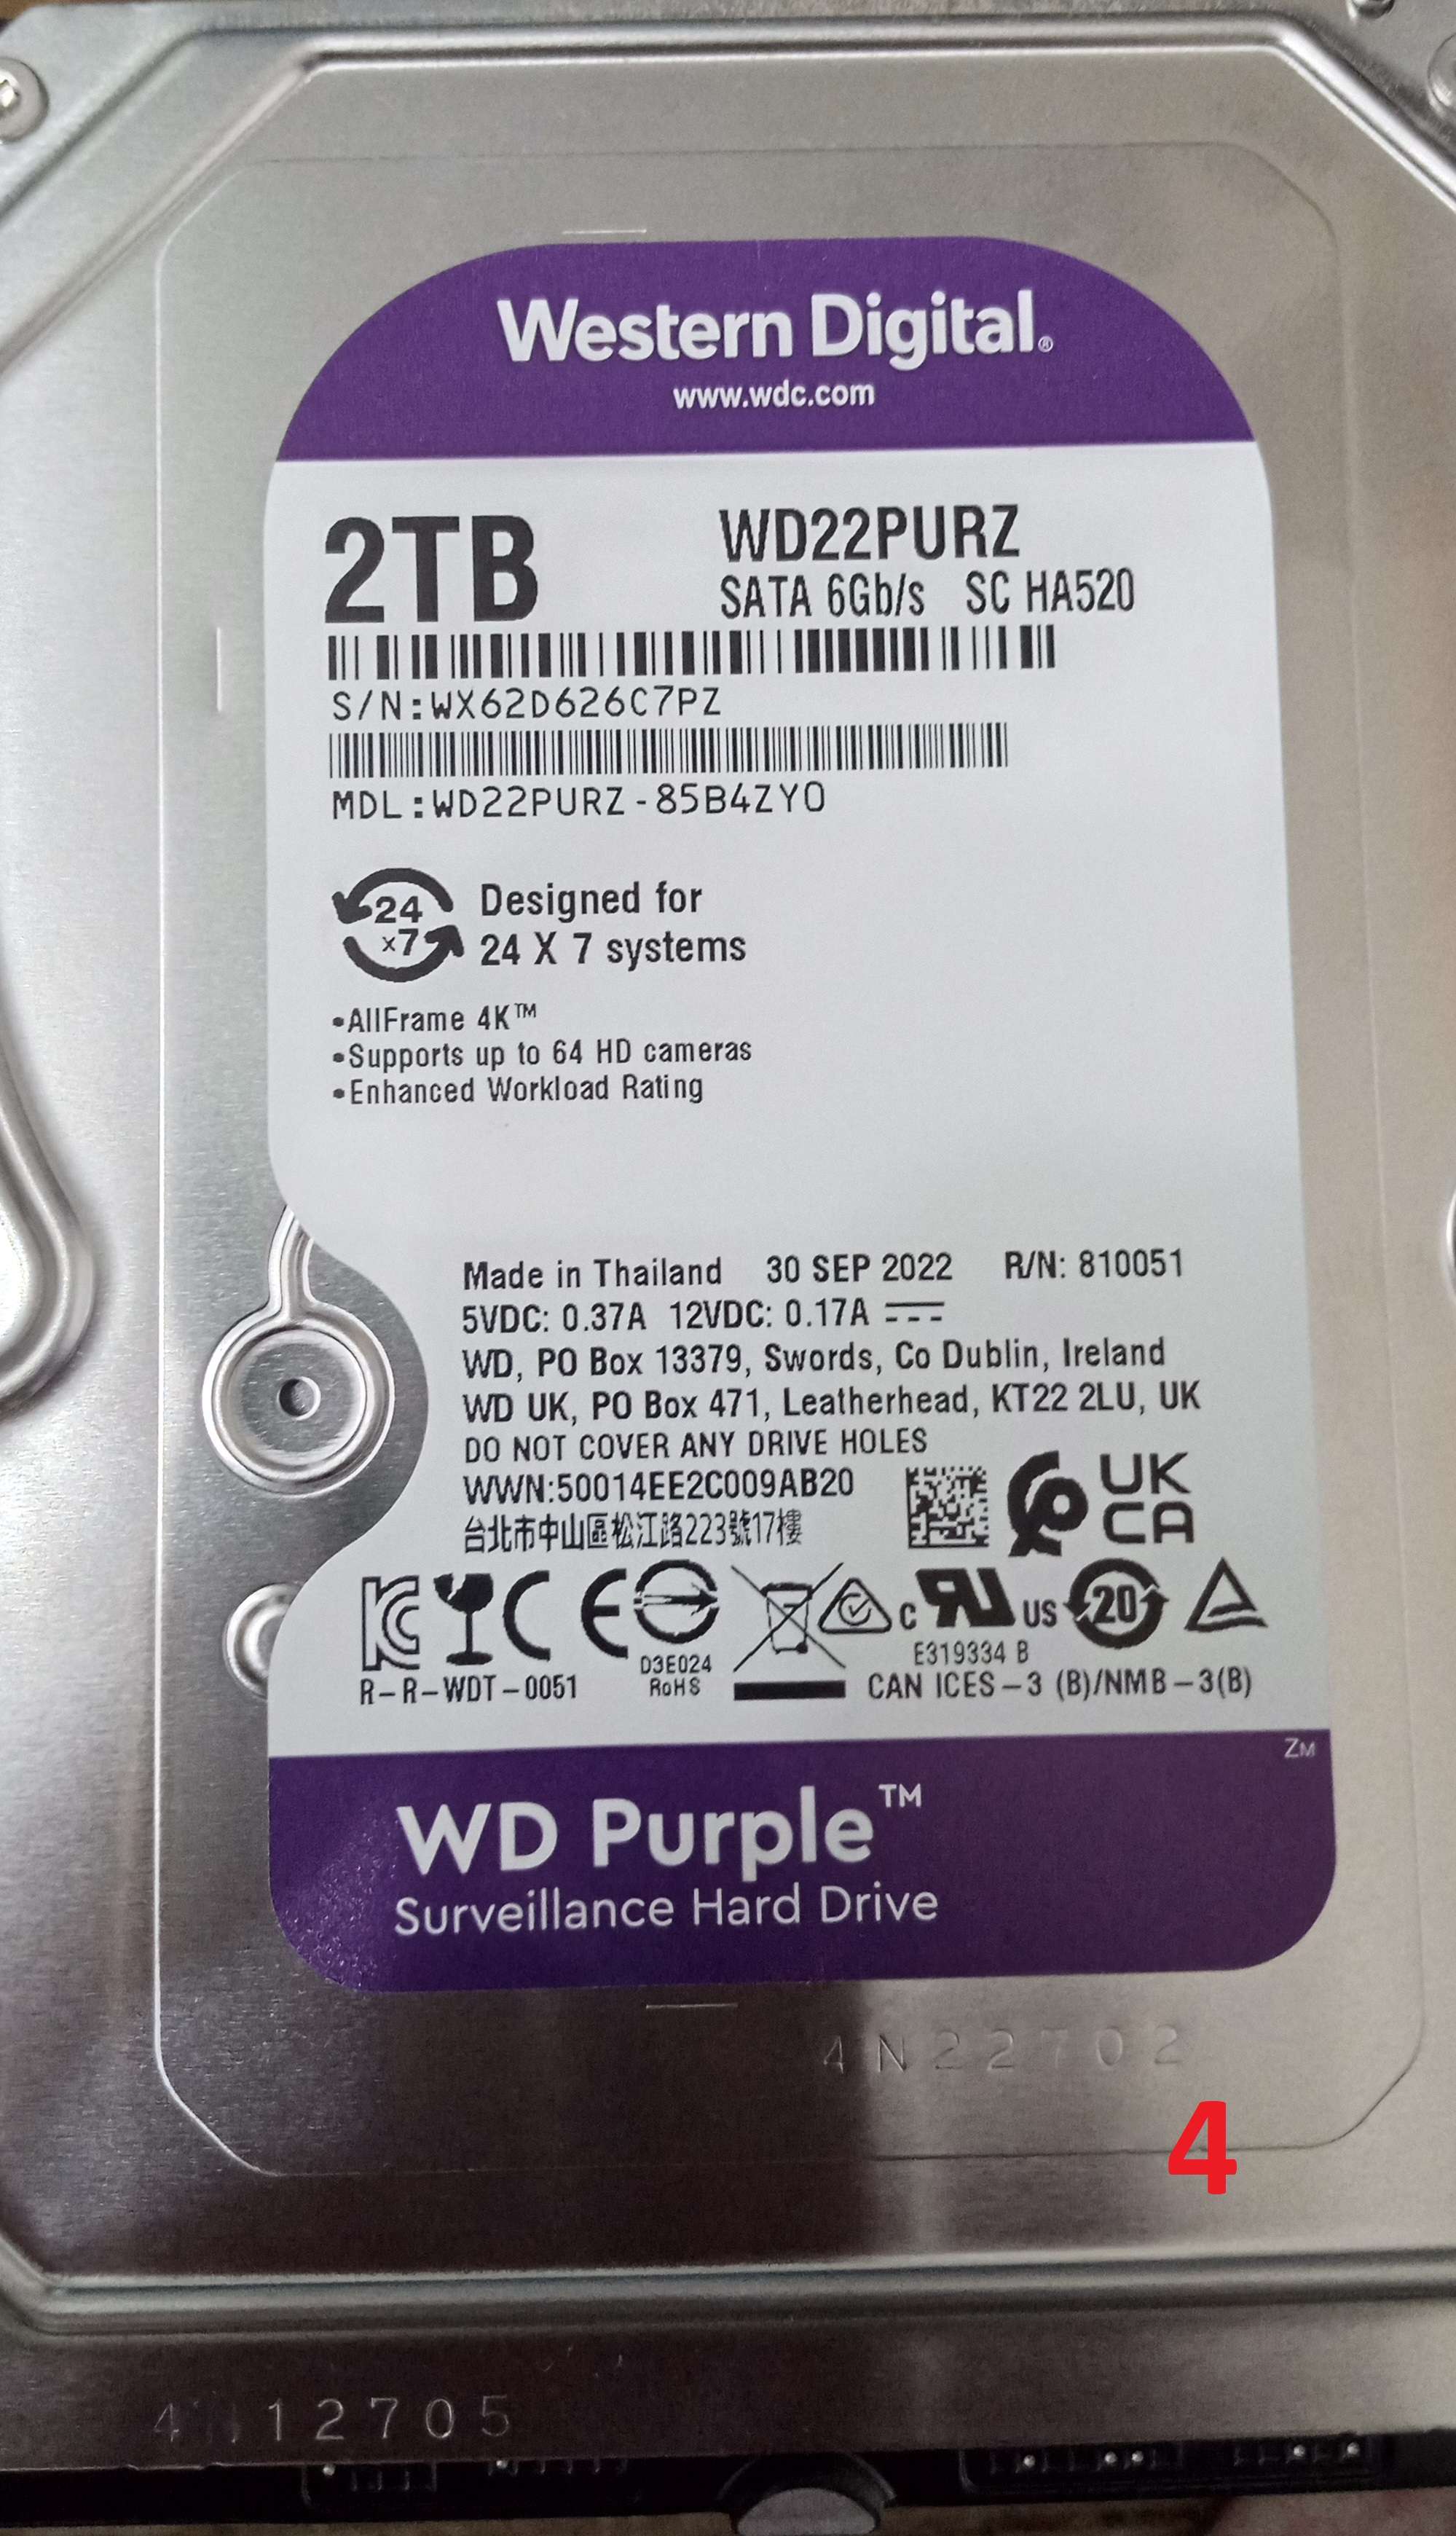 Western Digital®
www.wdc.com
2TB WD22PURZ
SATA 6Gb/s SC HA520
S/N:WX62D626C7PZ
MDL:WD22PURZ-85B4ZY0
24
x7
Designed for
24 X 7 systems
•AllFrame 4K™
•Supports up to 64 HD cameras
•Enhanced Workload Rating
Made in Thailand 30 SEP 2022 R/N: 810051
5VDC: 0.37A 12VDC: 0.17A
WD, PO Box 13379, Swords, Co Dublin, Ireland
WD UK, PO Box 471, Leatherhead, KT22 2LU, UK
DO NOT COVER ANY DRIVE HOLES
WWN:50014EE2C009AB20
UK
CA
台北市中山區松江路223號17樓
CE
c RU US
20
D3E024
RoHS
E319334 B
R-R-WDT-0051
CAN ICES-3 (B)/NMB-3(B)
ZM
WD Purple™
Surveillance Hard Drive
4N22702
4
12705